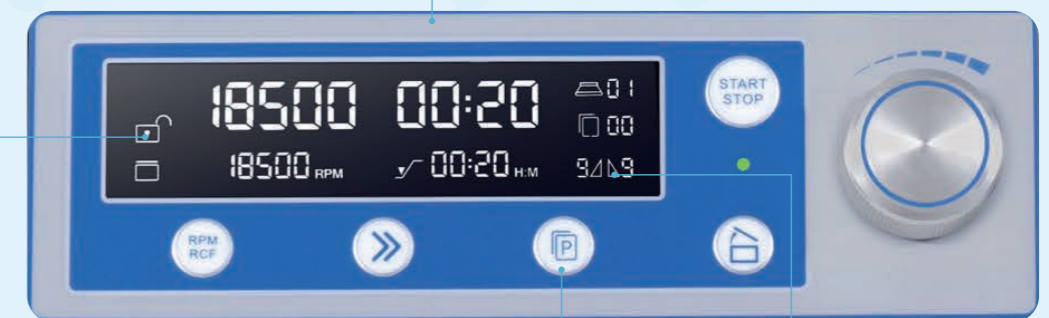 18500 00:20 01
00
18500 RPM 00:20 H:M 9 9
START
STOP
RPM
RCF
P